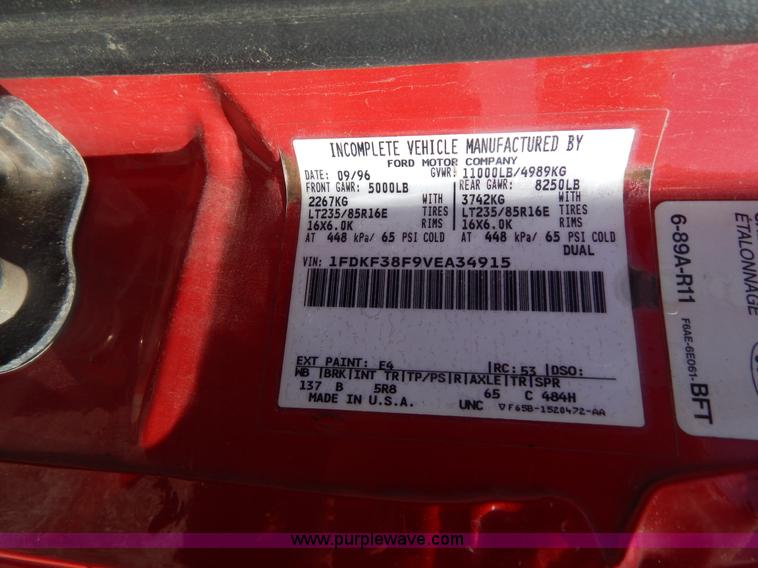 INCOMPLETE VEHICLE MANUFACTURED BY
FORD MOTOR COMPANY
DATE: 09/96 GVWR: 11000LB/4989KG
FRONT GAWR: 5000LB REAR GAWR: 8250LB
2267KG WITH 3742KG WITH
LT235/85R16E TIRES LT235/85R16E TIRES
16X6.0K RIMS 16X6.0K RIMS
AT 448 kPa/ 65 PSI COLD AT 448 kPa/ 65 PSI COLD
DUAL
VIN: 1FDKF38F9VEA34915
EXT PAINT: E4 RC: 53 DSO:
WB BRK INT TR TP/PS R AXLE TR SPR
137 B 5R8 65 C 484H
MADE IN U.S.A. UNC F65B-1520472-AA
ÉTALONNAGE
6-89A-R11
F6AE-6E061-BFT
www.purplewave.com